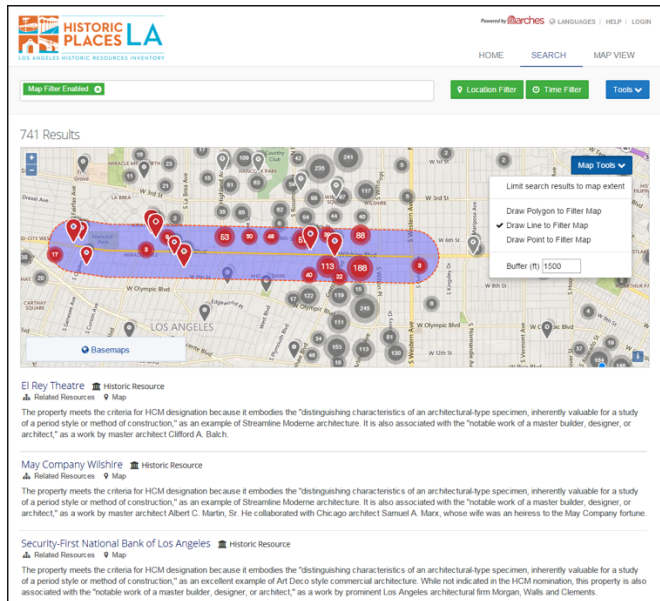 HISTORIC PLACES LA
LOS ANGELES HISTORIC RESOURCES INVENTORY
Powered by Arches LANGUAGES | HELP | LOGIN
HOME SEARCH MAP VIEW
Map Filter Enabled
Location Filter Time Filter Tools
741 Results
Map Tools
Limit search results to map extent
Draw Polygon to Filter Map
Draw Line to Filter Map
Draw Point to Filter Map
Buffer (ft) 1500
W 3rd St
W 6th St
W 8th St
W Olympic Blvd
W Olympic Blvd
W 12th St
S Western Ave
LOS ANGELES
CARTHAY SQUARE
53
113
188
88
Basemaps
El Rey Theatre Historic Resource
Related Resources Map
The property meets the criteria for HCM designation because it embodies the "distinguishing characteristics of an architectural-type specimen, inherently valuable for a study
of a period style or method of construction," as an example of Streamline Moderne architecture. It is also associated with the "notable work of a master builder, designer, or
architect," as a work by master architect Clifford A. Balch.
May Company Wilshire Historic Resource
Related Resources Map
The property meets the criteria for HCM designation because it embodies the "distinguishing characteristics of an architectural-type specimen, inherently valuable for a study
of a period style or method of construction," as an example of Streamline Moderne architecture. It is also associated with the "notable work of a master builder, designer, or
architect," as a work by master architect Albert C. Martin, Sr. He collaborated with Chicago architect Samuel A. Marx, whose wife was an heiress to the May Company fortune.
Security-First National Bank of Los Angeles Historic Resource
Related Resources Map
The property meets the criteria for HCM designation because it embodies the "distinguishing characteristics of an architectural-type specimen, inherently valuable for a study
of a period style or method of construction," as an excellent example of Art Deco style commercial architecture. While not indicated in the HCM nomination, this property is also
associated with the "notable work of a master builder, designer, or architect," as a work by prominent Los Angeles architectural firm Morgan, Walls and Clements.